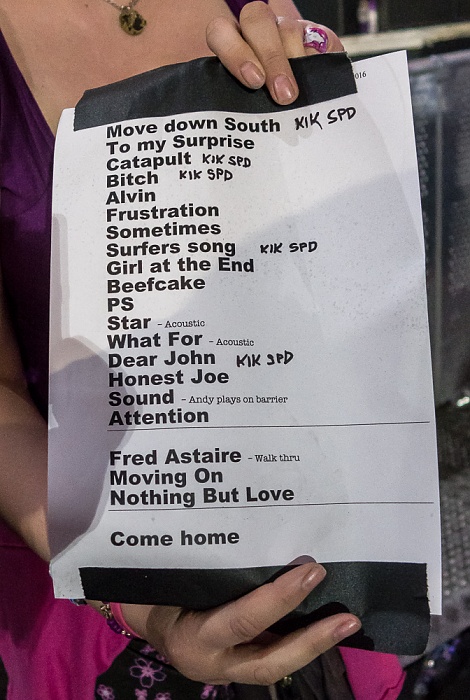 016
Move down South KIK SPD
To my Surprise
Catapult KIK SPD
Bitch KIK SPD
Alvin
Frustration
Sometimes
Surfers song KIK SPD
Girl at the End
Beefcake
PS
Star - Acoustic
What For - Acoustic
Dear John KIK SPD
Honest Joe
Sound - Andy plays on barrier
Attention
Fred Astaire - Walk thru
Moving On
Nothing But Love
Come home